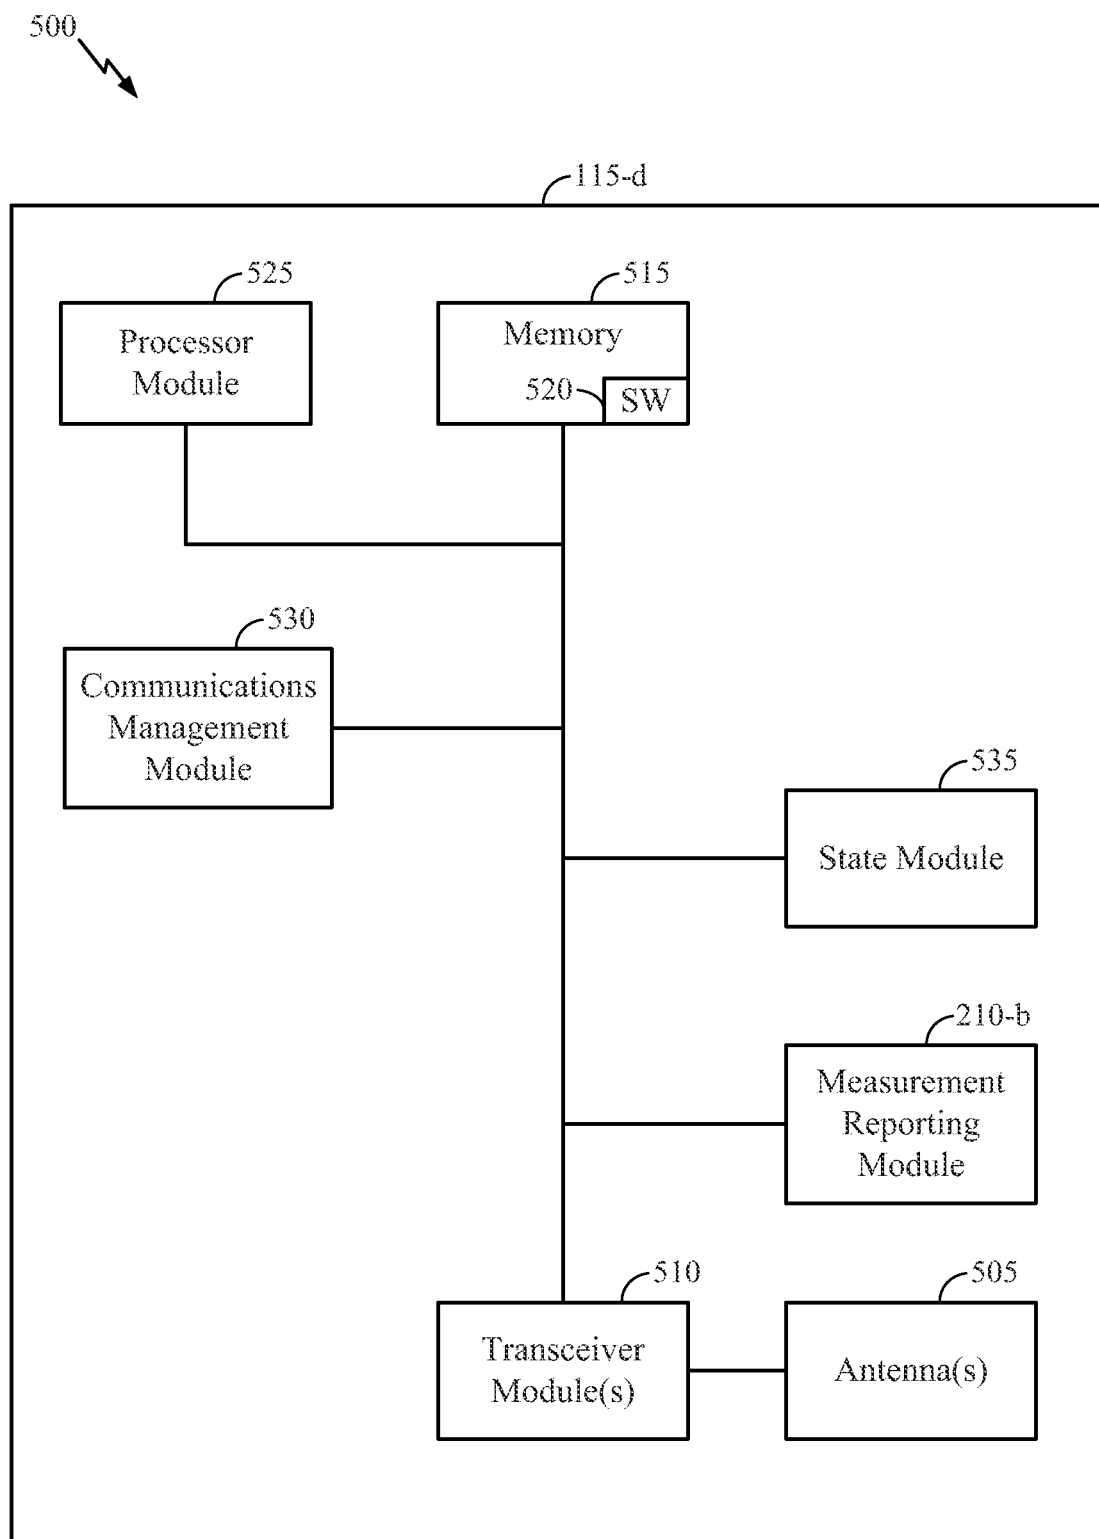 500
115-d
525
515
Processor
Module
Memory
520
SW
530
Communications
Management
Module
535
State Module
210-b
Measurement
Reporting
Module
510
505
Transceiver
Module(s)
Antenna(s)